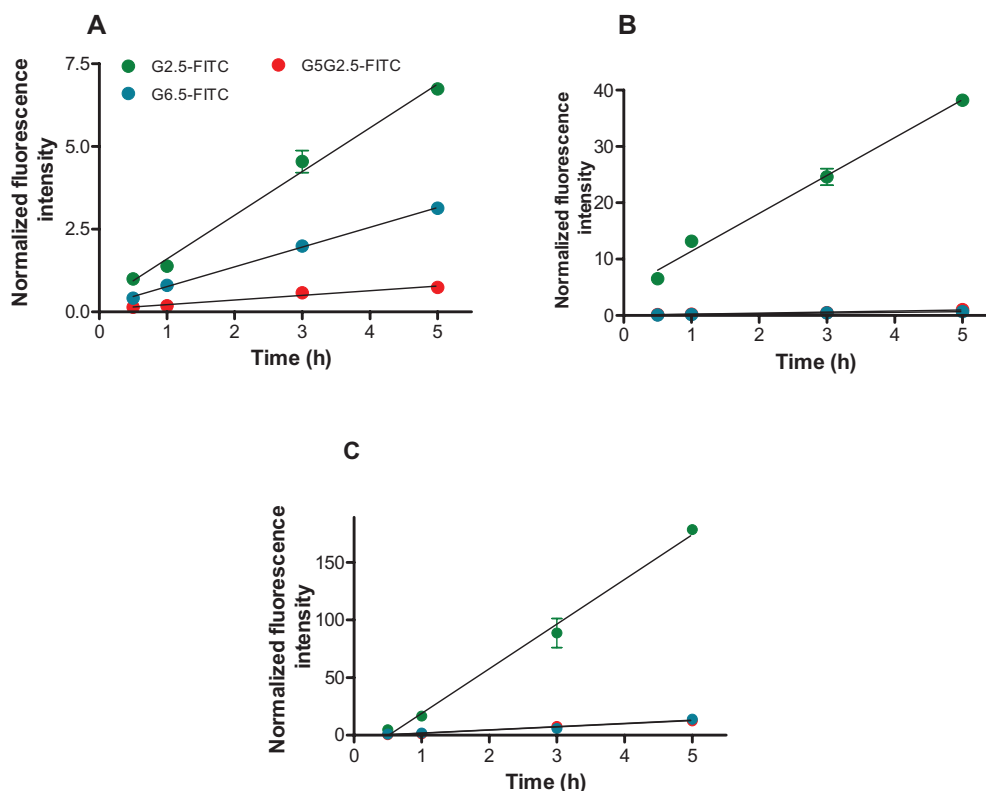 A
G2.5-FITC
G5G2.5-FITC
G6.5-FITC
Normalized fluorescence
intensity
7.5
5.0
2.5
0.0
0 1 2 3 4 5
Time (h)
B
Normalized fluorescence
intensity
40
30
20
10
0
0 1 2 3 4 5
Time (h)
C
Normalized fluorescence
intensity
150
100
50
0
0 1 2 3 4 5
Time (h)